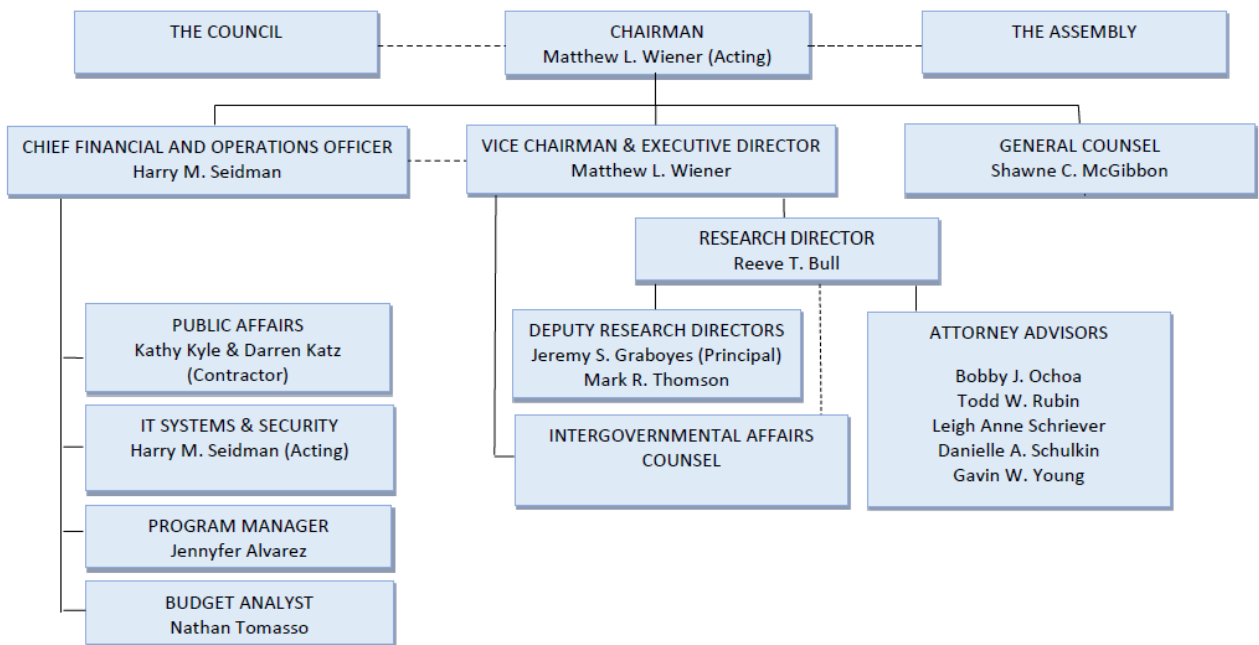 THE COUNCIL
CHAIRMAN
Matthew L. Wiener (Acting)
THE ASSEMBLY
CHIEF FINANCIAL AND OPERATIONS OFFICER
Harry M. Seidman
VICE CHAIRMAN & EXECUTIVE DIRECTOR
Matthew L. Wiener
GENERAL COUNSEL
Shawne C. McGibbon
RESEARCH DIRECTOR
Reeve T. Bull
PUBLIC AFFAIRS
Kathy Kyle & Darren Katz
(Contractor)
IT SYSTEMS & SECURITY
Harry M. Seidman (Acting)
PROGRAM MANAGER
Jennyfer Alvarez
BUDGET ANALYST
Nathan Tomasso
DEPUTY RESEARCH DIRECTORS
Jeremy S. Graboyes (Principal)
Mark R. Thomson
INTERGOVERNMENTAL AFFAIRS
COUNSEL
ATTORNEY ADVISORS
Bobby J. Ochoa
Todd W. Rubin
Leigh Anne Schriever
Danielle A. Schulkin
Gavin W. Young